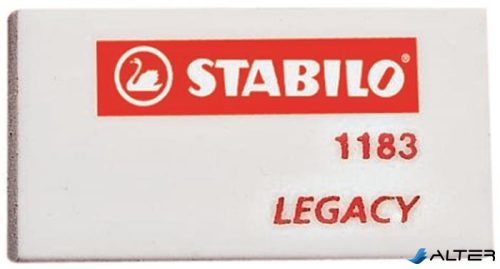 STABILO®
1183
LEGACY
ALTER